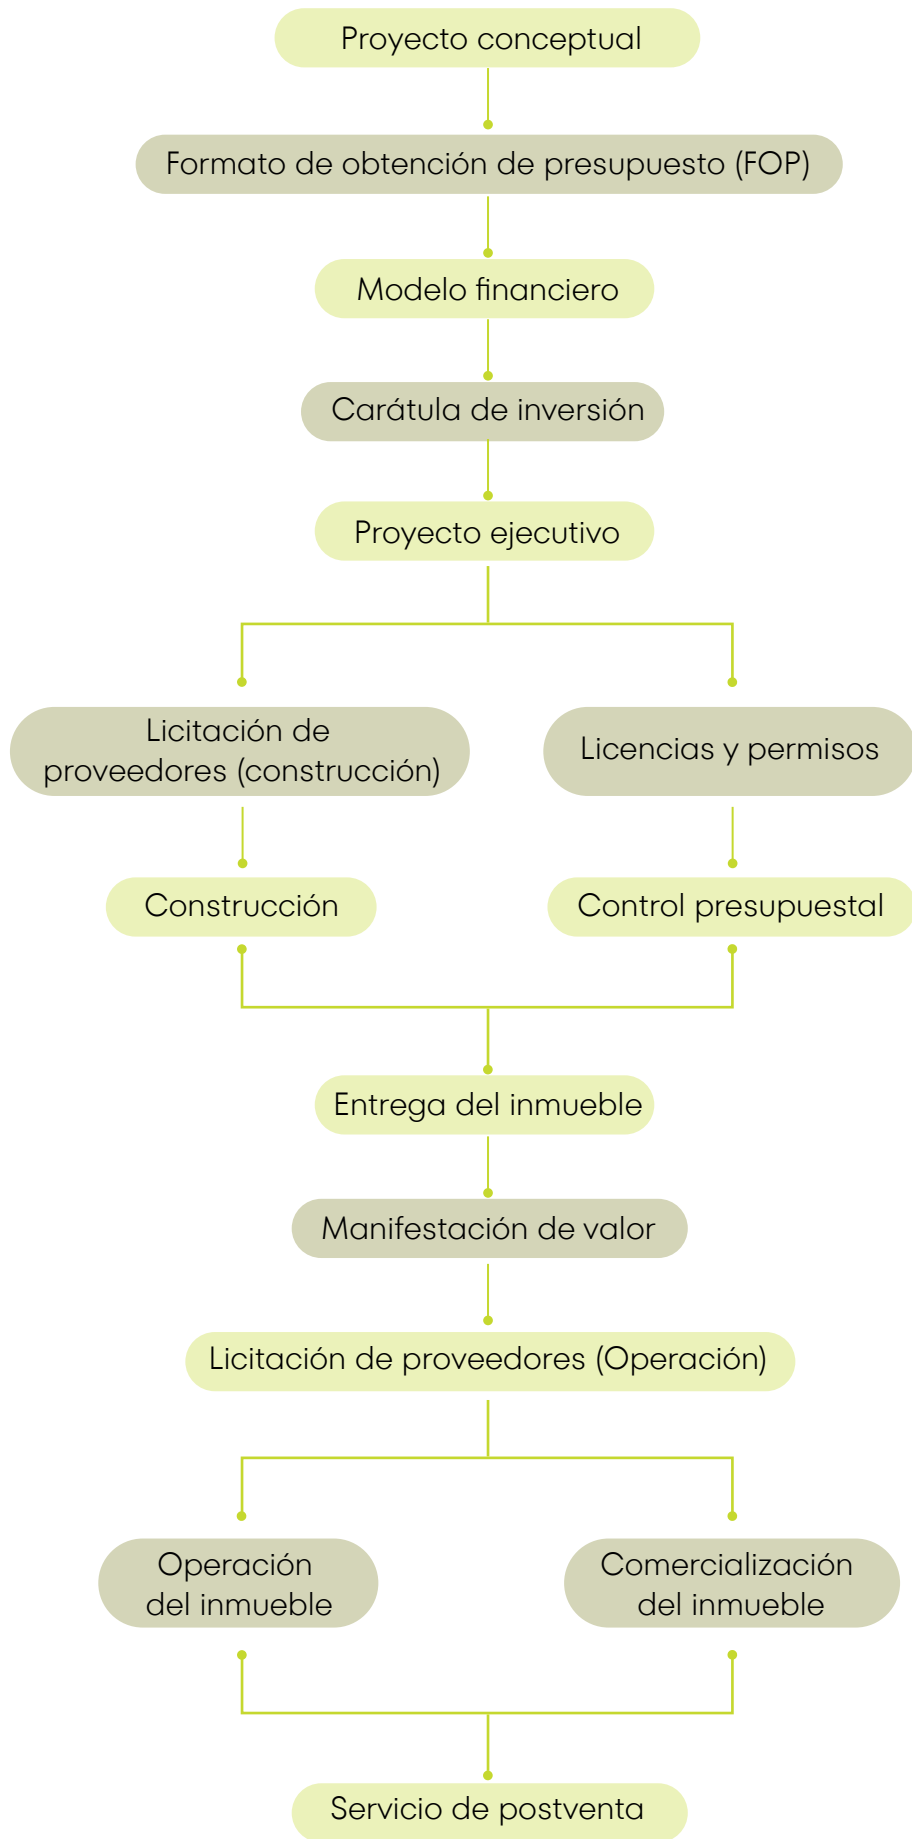 Proyecto conceptual
Formato de obtención de presupuesto (FOP)
Modelo financiero
Carátula de inversión
Proyecto ejecutivo
Licitación de
proveedores (construcción)
Licencias y permisos
Construcción
Control presupuestal
Entrega del inmueble
Manifestación de valor
Licitación de proveedores (Operación)
Operación
del inmueble
Comercialización
del inmueble
Servicio de postventa